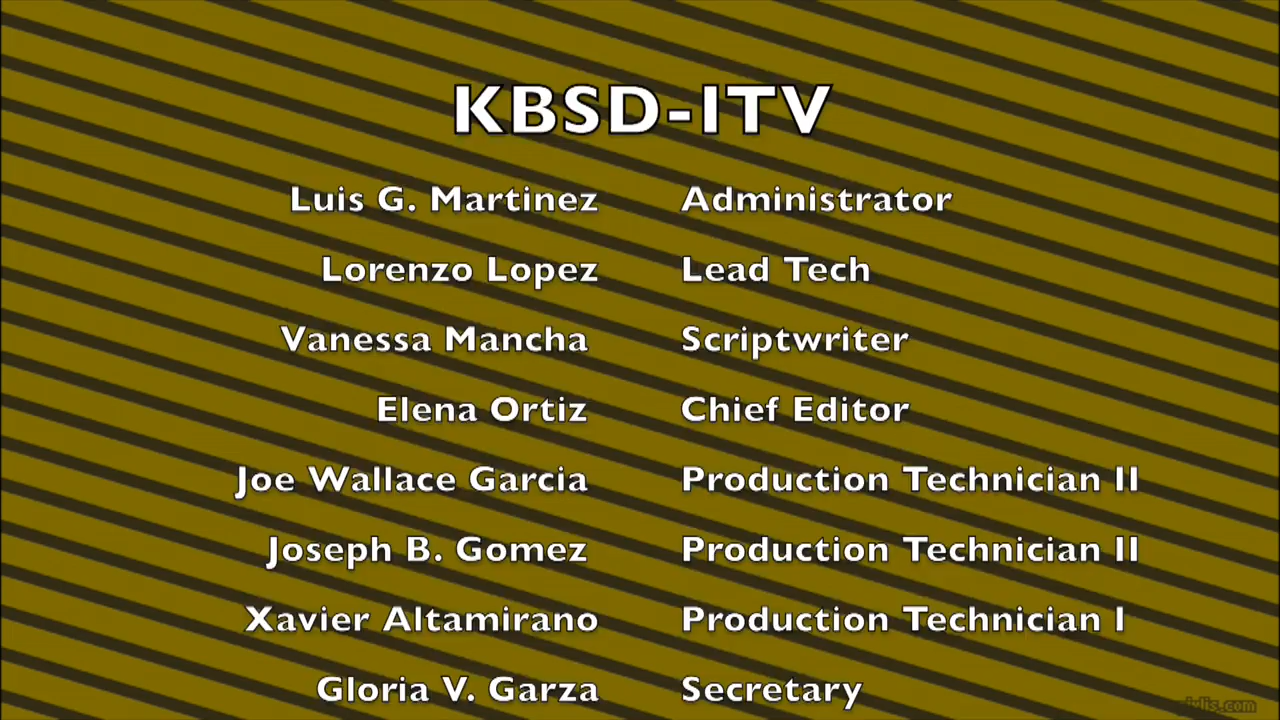 KBSD-ITV
Luis G. Martinez Administrator
Lorenzo Lopez Lead Tech
Vanessa Mancha Scriptwriter
Elena Ortiz Chief Editor
Joe Wallace Garcia Production Technician II
Joseph B. Gomez Production Technician II
Xavier Altamirano Production Technician I
Gloria V. Garza Secretary